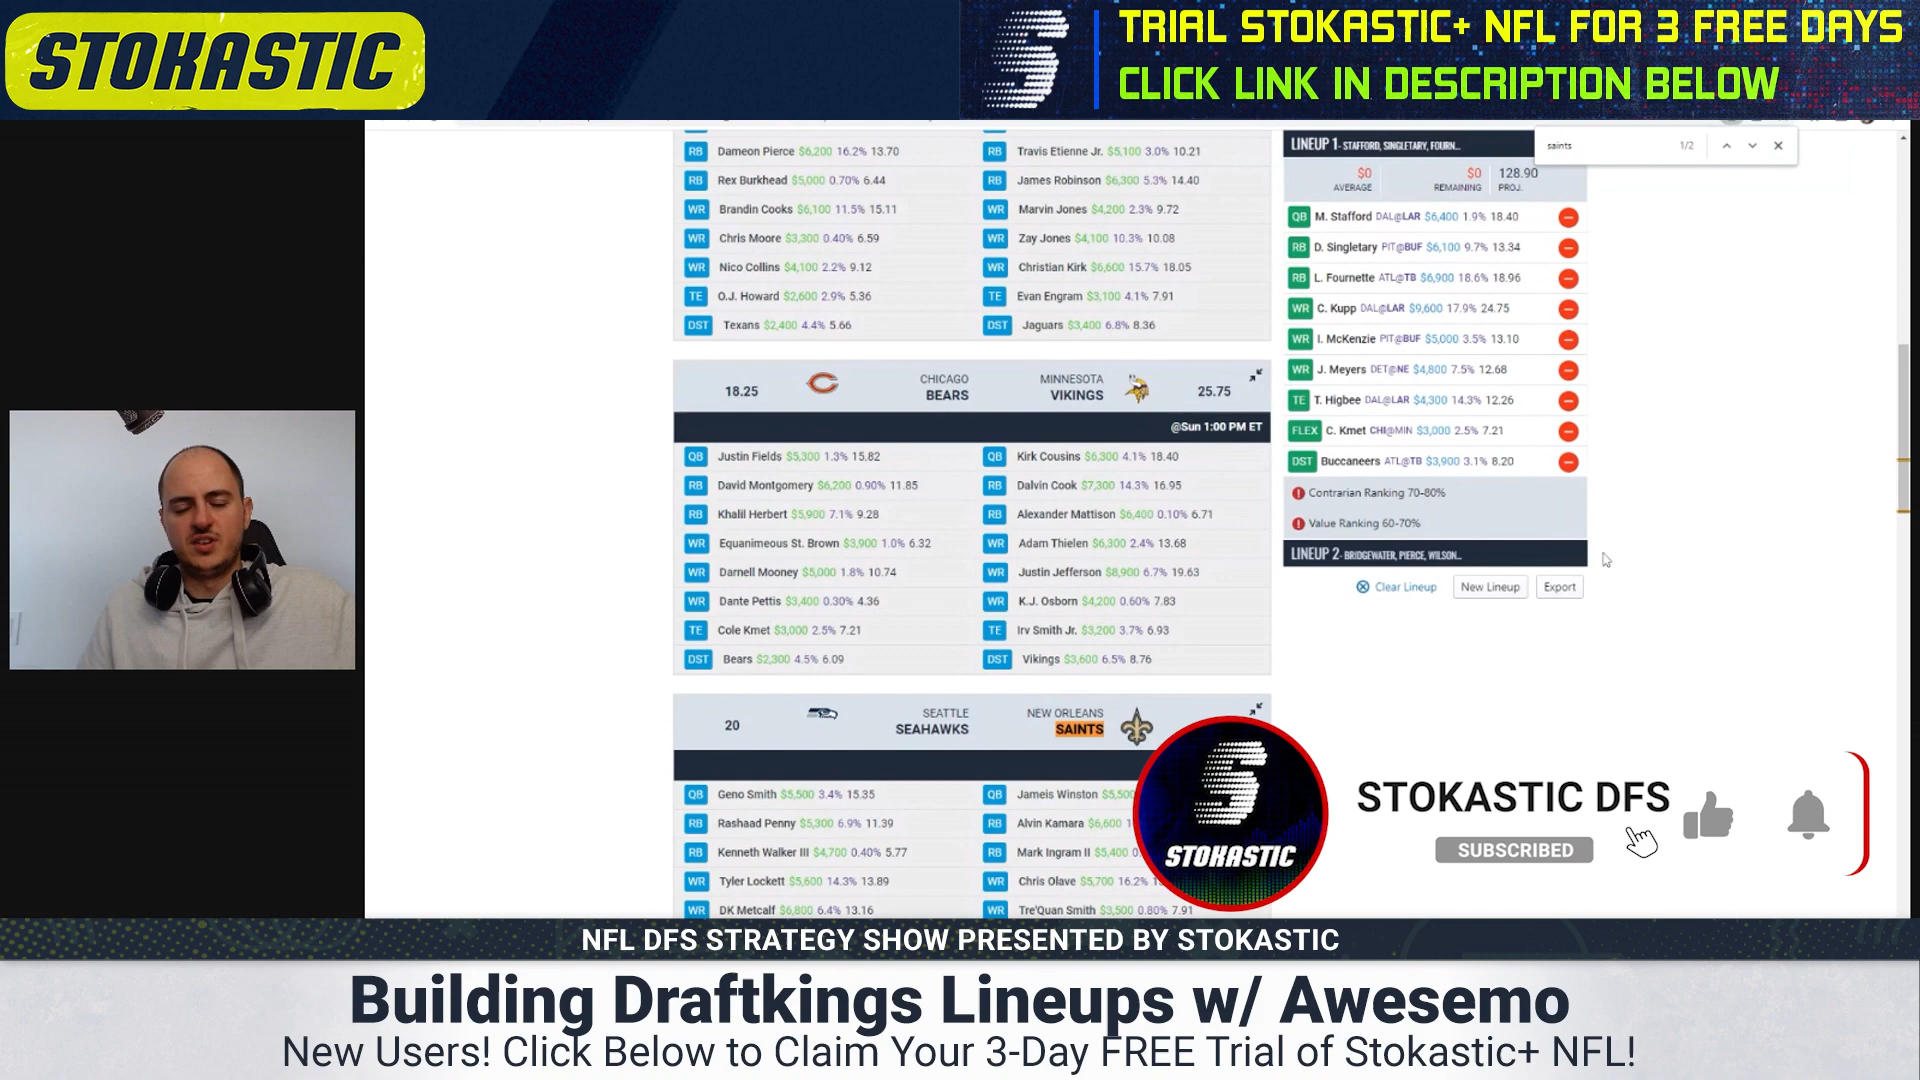 STOKASTIC
TRIAL STOKASTIC+ NFL FOR 3 FREE DAYS
CLICK LINK IN DESCRIPTION BELOW
RB Dameon Pierce $6,200 16.2% 13.70
RB Rex Burkhead $5,000 0.70% 6.44
WR Brandin Cooks $6,100 11.5% 15.11
WR Chris Moore $3,300 0.40% 6.59
WR Nico Collins $4,100 2.2% 9.12
TE O.J. Howard $2,600 2.9% 5.36
DST Texans $2,400 4.4% 5.66
RB Travis Etienne Jr. $5,100 3.0% 10.21
RB James Robinson $6,300 5.3% 14.40
WR Marvin Jones $4,200 2.3% 9.72
WR Zay Jones $4,100 10.3% 10.08
WR Christian Kirk $6,600 15.7% 18.05
TE Evan Engram $3,100 4.1% 7.91
DST Jaguars $3,400 6.8% 8.36
18.25 CHICAGO BEARS MINNESOTA VIKINGS 25.75
@Sun 1:00 PM ET
QB Justin Fields $5,300 1.3% 15.82
RB David Montgomery $6,200 0.90% 11.85
RB Khalil Herbert $5,900 7.1% 9.28
WR Equanimeous St. Brown $3,900 1.0% 6.32
WR Darnell Mooney $5,000 1.8% 10.74
WR Dante Pettis $3,400 0.30% 4.36
TE Cole Kmet $3,000 2.5% 7.21
DST Bears $2,300 4.5% 6.09
QB Kirk Cousins $6,300 4.1% 18.40
RB Dalvin Cook $7,300 14.3% 16.95
RB Alexander Mattison $6,400 0.10% 6.71
WR Adam Thielen $6,300 2.4% 13.68
WR Justin Jefferson $8,900 6.7% 19.63
WR K.J. Osborn $4,200 0.60% 7.83
TE Irv Smith Jr. $3,200 3.7% 6.93
DST Vikings $3,600 6.5% 8.76
20 SEATTLE SEAHAWKS NEW ORLEANS SAINTS
QB Geno Smith $5,500 3.4% 15.35
RB Rashaad Penny $5,300 6.9% 11.39
RB Kenneth Walker III $4,700 0.40% 5.77
WR Tyler Lockett $5,600 14.3% 13.89
WR DK Metcalf $6,800 6.4% 13.16
QB Jameis Winston $5,500
RB Alvin Kamara $6,600 1
RB Mark Ingram II $5,400 0.
WR Chris Olave $5,700 16.2% 1
WR Tre'Quan Smith $3,500 0.80% 7.91
LINEUP 1- STAFFORD, SINGLETARY, FOURN...
saints 1/2
$0 $0 128.90
AVERAGE REMAINING PROJ.
QB M. Stafford DAL@LAR $6,400 1.9% 18.40
RB D. Singletary PIT@BUF $6,100 9.7% 13.34
RB L. Fournette ATL@TB $6,900 18.6% 18.96
WR C. Kupp DAL@LAR $9,600 17.9% 24.75
WR I. McKenzie PIT@BUF $5,000 3.5% 13.10
WR J. Meyers DET@NE $4,800 7.5% 12.68
TE T. Higbee DAL@LAR $4,300 14.3% 12.26
FLEX C. Kmet CHI@MIN $3,000 2.5% 7.21
DST Buccaneers ATL@TB $3,900 3.1% 8.20
Contrarian Ranking 70-80%
Value Ranking 60-70%
LINEUP 2- BRIDGEWATER, PIERCE, WILSON...
Clear Lineup New Lineup Export
STOKASTIC
STOKASTIC DFS
SUBSCRIBED
NFL DFS STRATEGY SHOW PRESENTED BY STOKASTIC
Building Draftkings Lineups w/ Awesemo
New Users! Click Below to Claim Your 3-Day FREE Trial of Stokastic+ NFL!